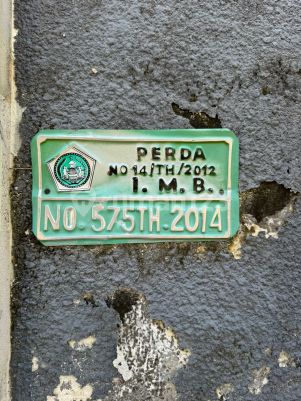 PERDA
NO 14/TH/2012
I. M. B.
NO. 575TH.2014